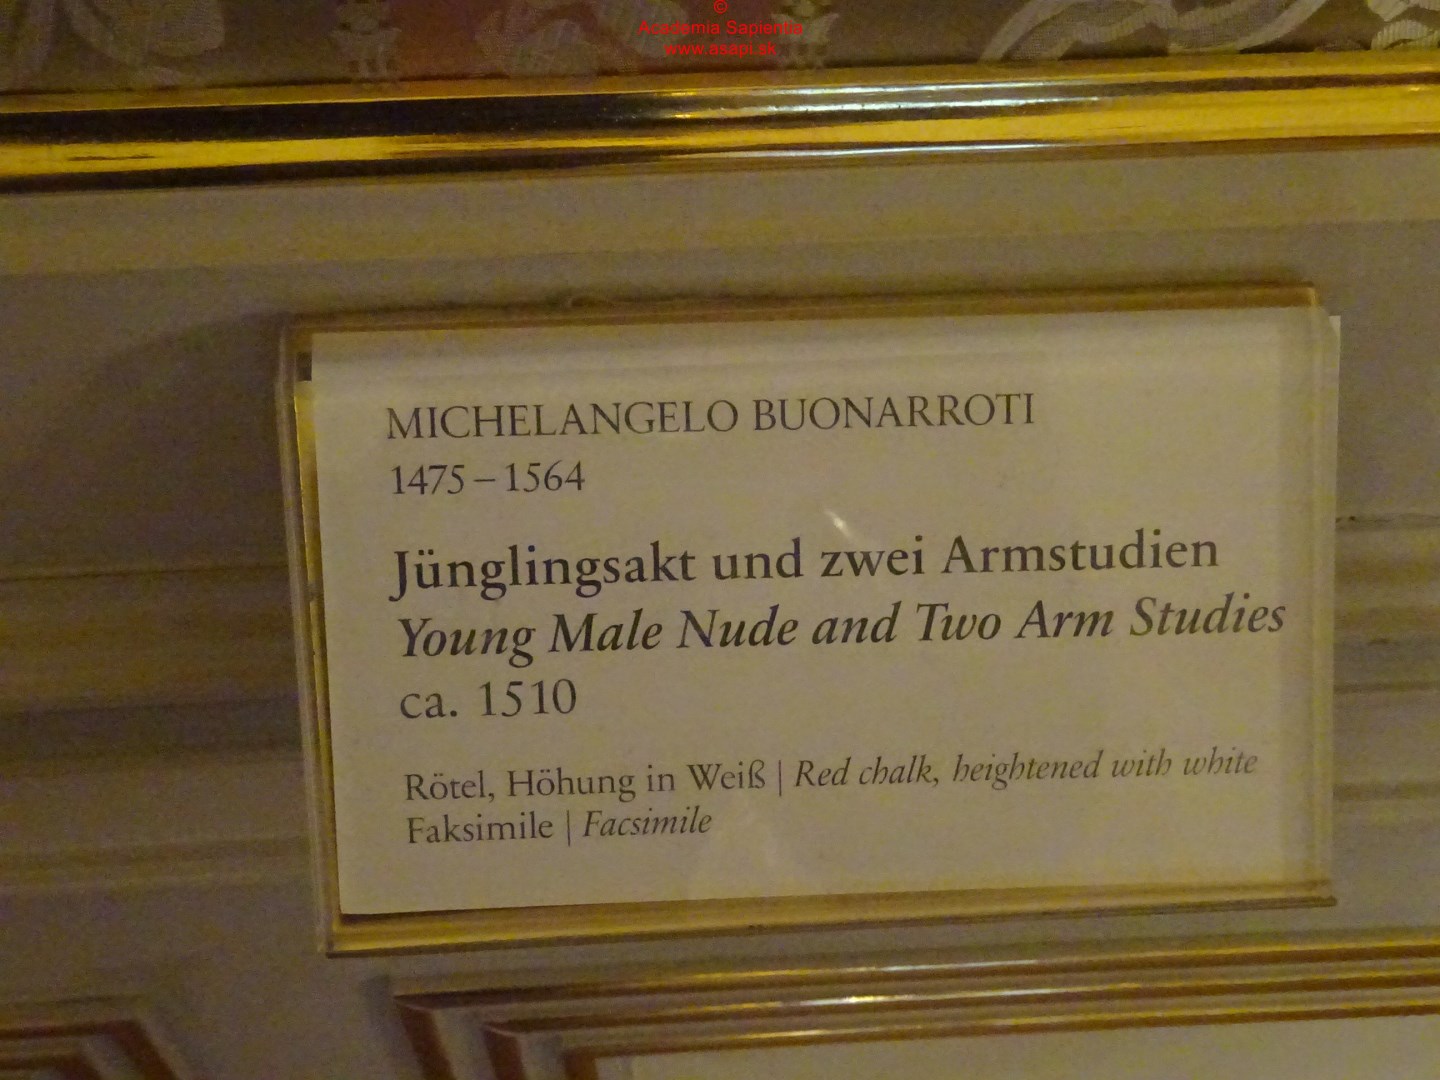 ©
Academia Sapientia
www.asapi.sk
MICHELANGELO BUONARROTI
1475 – 1564
Jünglingsakt und zwei Armstudien
Young Male Nude and Two Arm Studies
ca. 1510
Rötel, Höhung in Weiß | Red chalk, heightened with white
Faksimile | Facsimile